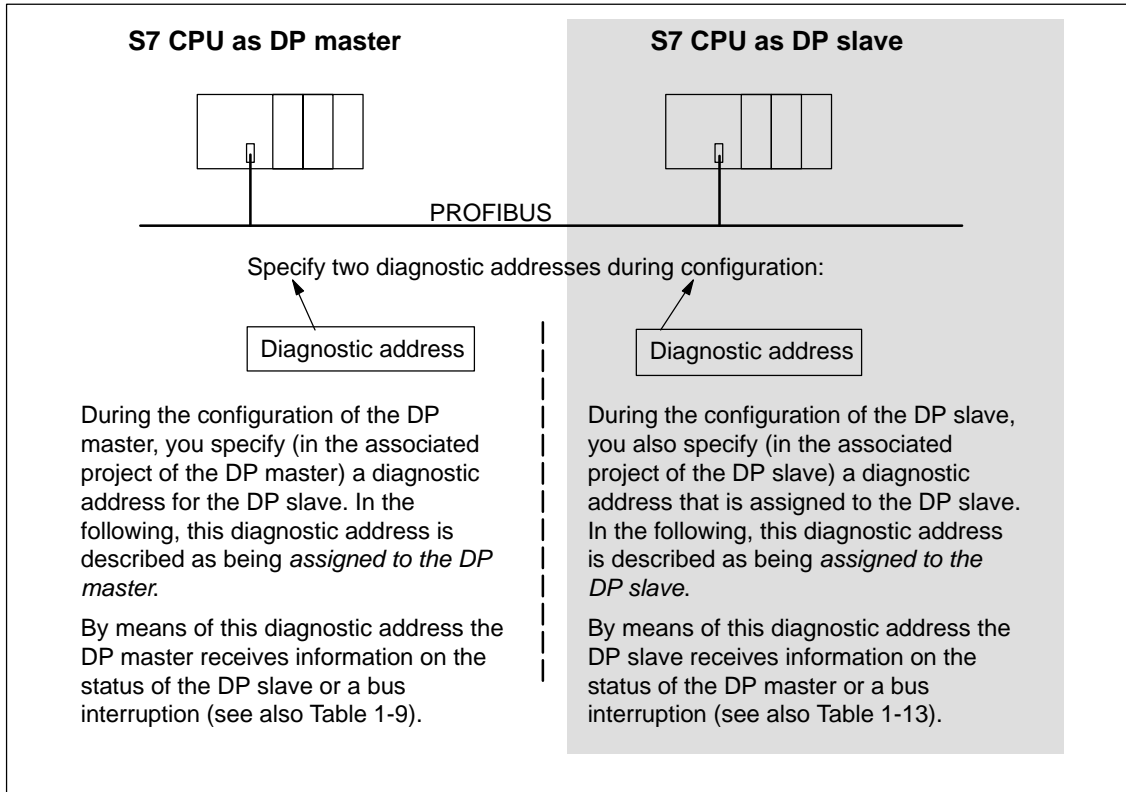 S7 CPU as DP master
S7 CPU as DP slave
PROFIBUS
Specify two diagnostic addresses during configuration:
Diagnostic address
Diagnostic address
During the configuration of the DP
master, you specify (in the associated
project of the DP master) a diagnostic
address for the DP slave. In the
following, this diagnostic address is
described as being assigned to the DP
master.
By means of this diagnostic address the
DP master receives information on the
status of the DP slave or a bus
interruption (see also Table 1-9).
During the configuration of the DP slave,
you also specify (in the associated
project of the DP slave) a diagnostic
address that is assigned to the DP slave.
In the following, this diagnostic address
is described as being assigned to the
DP slave.
By means of this diagnostic address the
DP slave receives information on the
status of the DP master or a bus
interruption (see also Table 1-13).